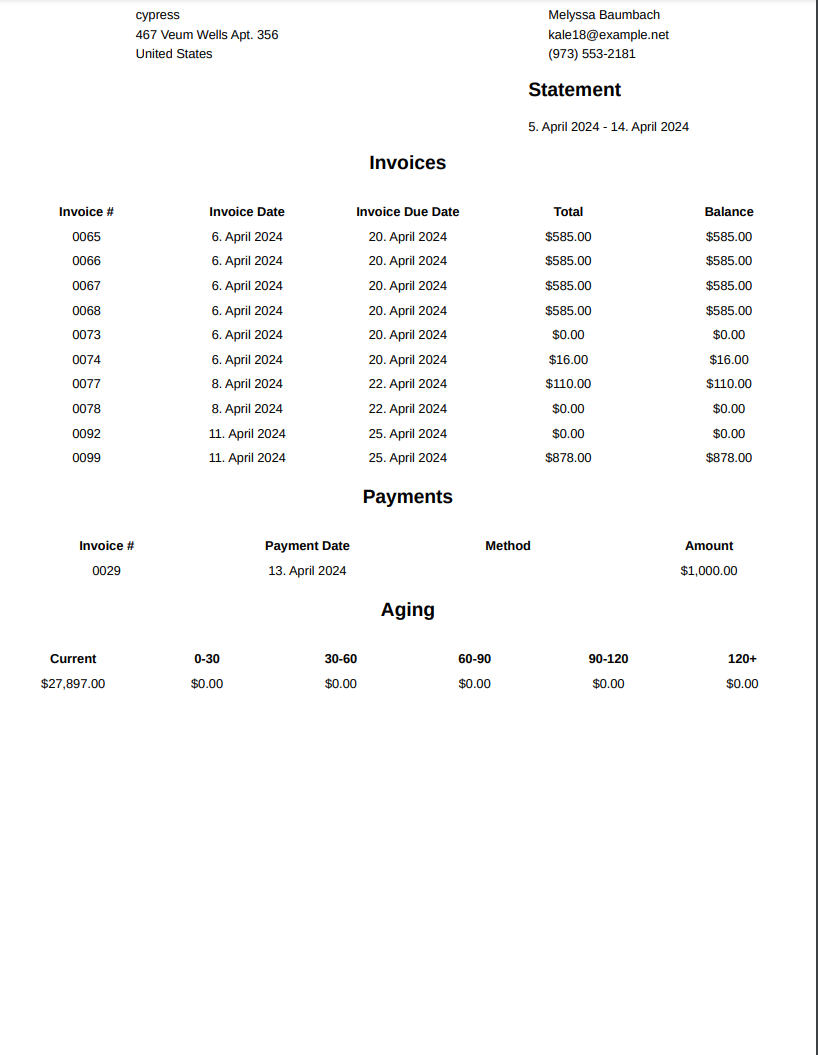 cypress
467 Veum Wells Apt. 356
United States
Melyssa Baumbach
kale18@example.net
(973) 553-2181
Statement
5. April 2024 - 14. April 2024
Invoices
Invoice # Invoice Date Invoice Due Date Total Balance
0065 6. April 2024 20. April 2024 $585.00 $585.00
0066 6. April 2024 20. April 2024 $585.00 $585.00
0067 6. April 2024 20. April 2024 $585.00 $585.00
0068 6. April 2024 20. April 2024 $585.00 $585.00
0073 6. April 2024 20. April 2024 $0.00 $0.00
0074 6. April 2024 20. April 2024 $16.00 $16.00
0077 8. April 2024 22. April 2024 $110.00 $110.00
0078 8. April 2024 22. April 2024 $0.00 $0.00
0092 11. April 2024 25. April 2024 $0.00 $0.00
0099 11. April 2024 25. April 2024 $878.00 $878.00
Payments
Invoice # Payment Date Method Amount
0029 13. April 2024 $1,000.00
Aging
Current 0-30 30-60 60-90 90-120 120+
$27,897.00 $0.00 $0.00 $0.00 $0.00 $0.00